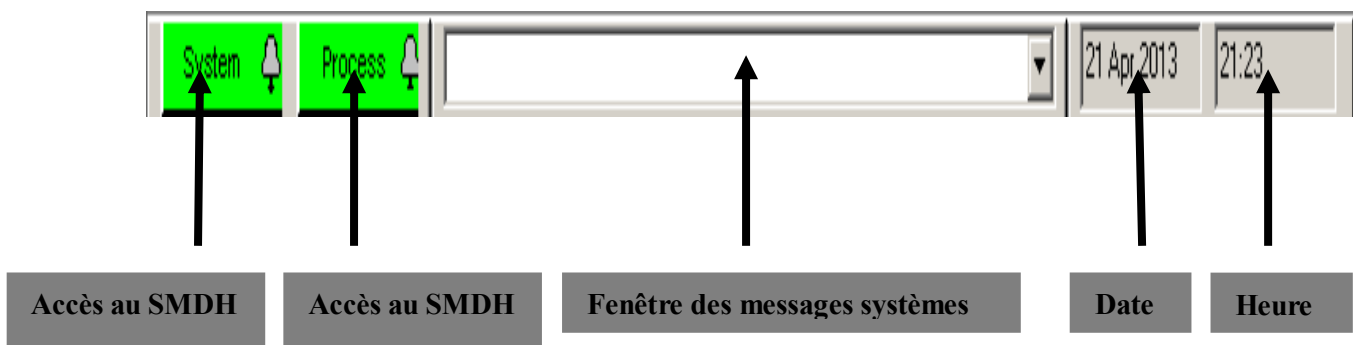 System Process 21 Apr 2013 21:23
Accès au SMDH Accès au SMDH Fenêtre des messages systèmes Date Heure